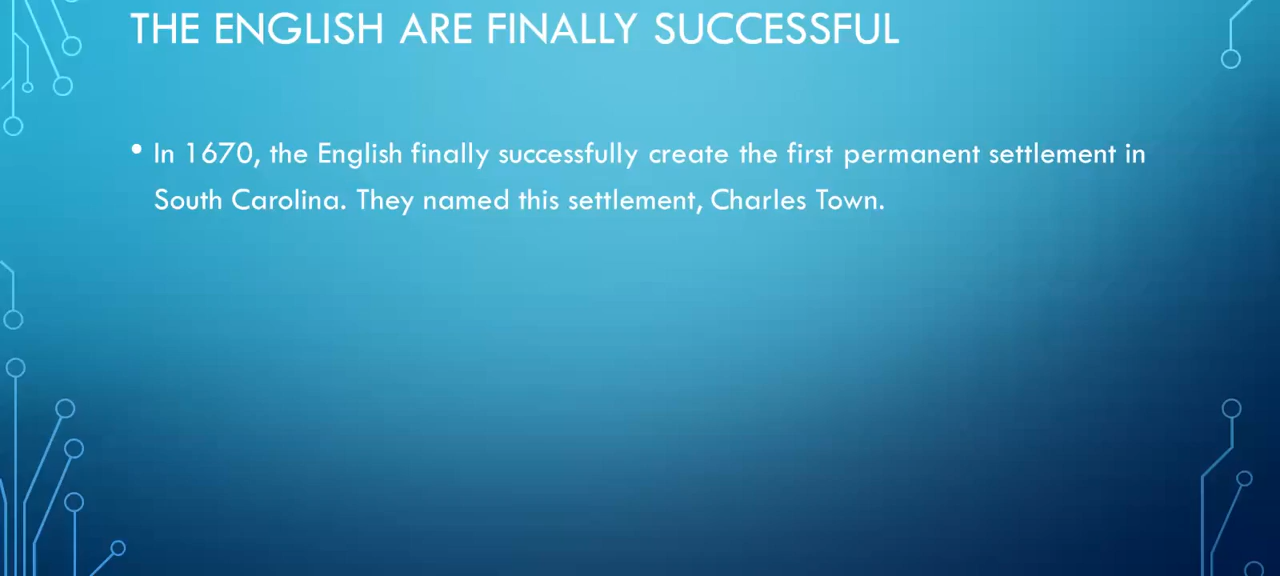 THE ENGLISH ARE FINALLY SUCCESSFUL
• In 1670, the English finally successfully create the first permanent settlement in
South Carolina. They named this settlement, Charles Town.